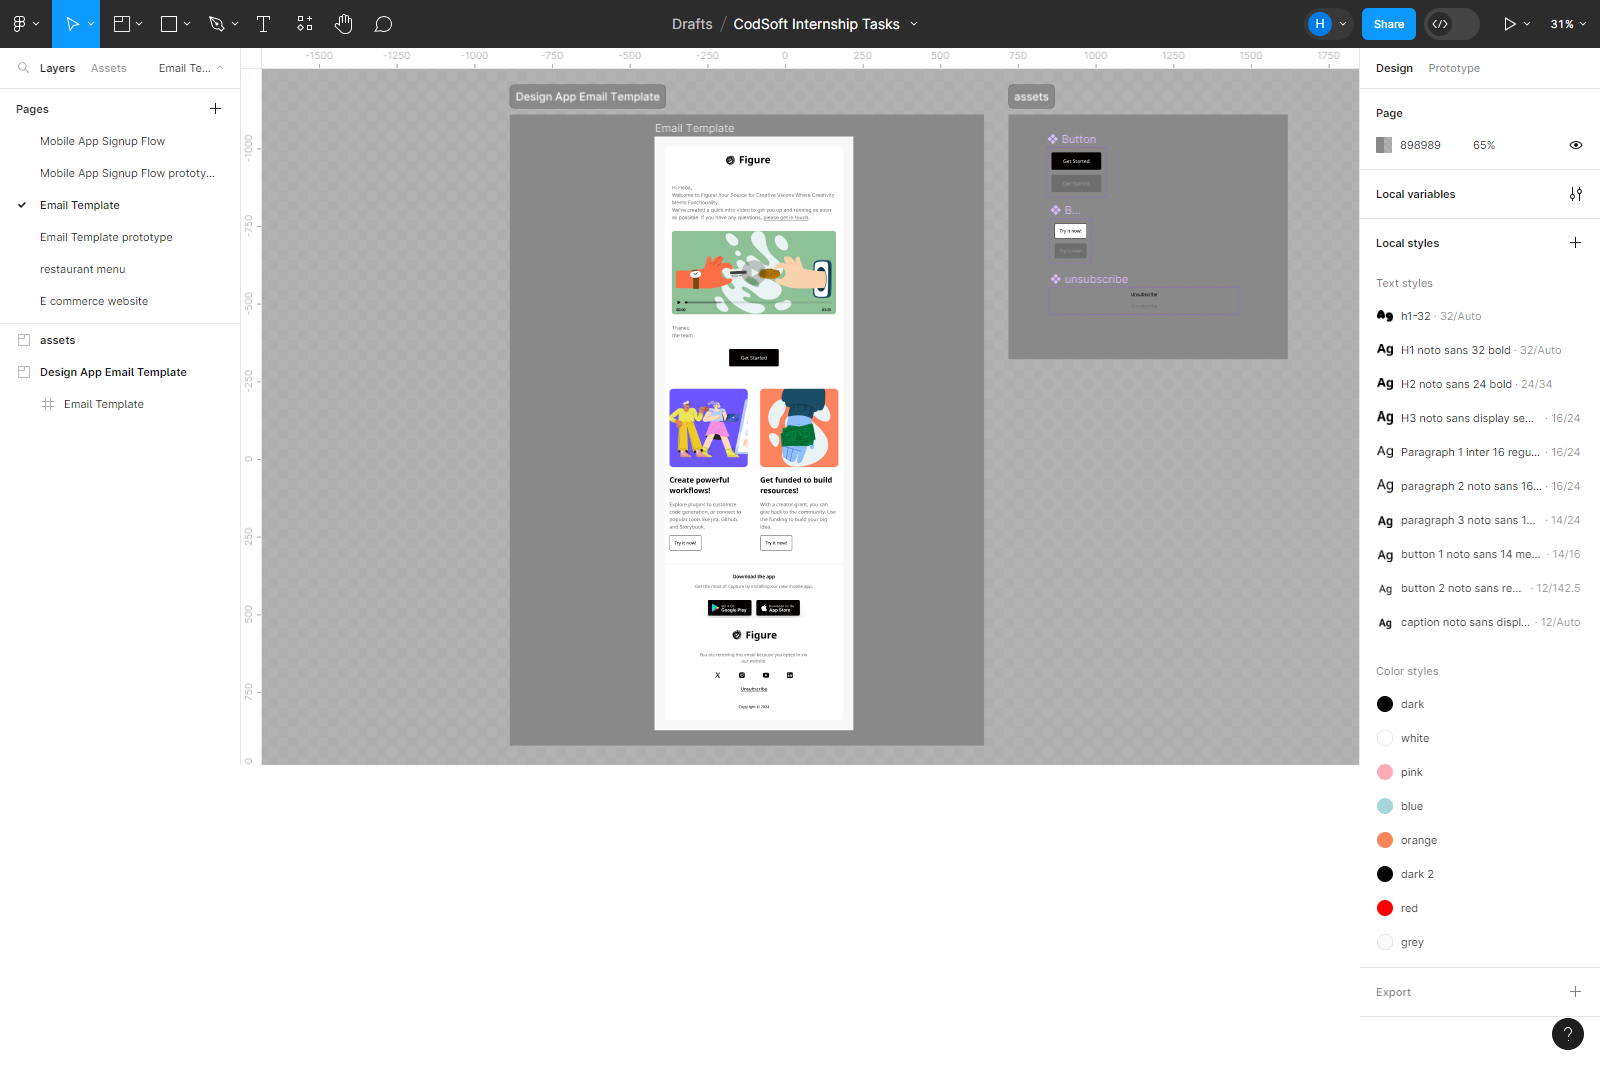 Drafts / CodSoft Internship Tasks
H
Share
31%
Layers
Assets
Email Te...
Pages
Mobile App Signup Flow
Mobile App Signup Flow prototy...
Email Template
Email Template prototype
restaurant menu
E commerce website
assets
Design App Email Template
Email Template
-1500
-1250
-1000
-750
-500
-250
0
250
500
750
1000
1250
1500
1750
-1000
-750
-500
-250
0
250
500
750
0
Design App Email Template
Email Template
Figure
Hi Heba,
Welcome to Figure! Your Source for Creative Visions Where Creativity
Meets Functionality.
We've created a quick intro video to get you up and running as soon
as possible. If you have any questions, please get in touch.
00:00
Thanks,
the team
Get Started
Create powerful
workflows!
Explore plugins to customize
code generation, or connect to
popular tools like Jira, Github,
and Storybook.
Try it now!
Get funded to build
resources!
With a creator grant, you can
give back to the community. Use
the funding to build your big
idea.
Try it now!
Download the app
Get the most of Capture by installing our new mobile app.
GET IT ON
Google Play
Download on the
App Store
Figure
You are receiving this email because you opted in via
our website.
Unsubscribe
Copyright © 2024
assets
Button
Get Started
Get Started
B...
Try it now!
Try it now!
unsubscribe
Unsubscribe
Unsubscribe
Design
Prototype
Page
898989
65%
Local variables
Local styles
Text styles
h1-32 · 32/Auto
Ag H1 noto sans 32 bold · 32/Auto
Ag H2 noto sans 24 bold · 24/34
Ag H3 noto sans display se... · 16/24
Ag Paragraph 1 inter 16 regu... · 16/24
Ag paragraph 2 noto sans 16... · 16/24
Ag paragraph 3 noto sans 1... · 14/24
Ag button 1 noto sans 14 me... · 14/16
Ag button 2 noto sans re... · 12/142.5
Ag caption noto sans displ... · 12/Auto
Color styles
dark
white
pink
blue
orange
dark 2
red
grey
Export
?